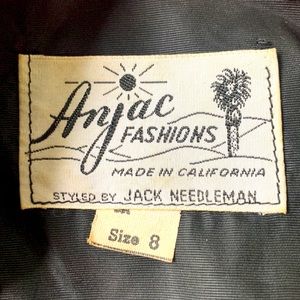 Anjac
FASHIONS
MADE IN CALIFORNIA
STYLED BY JACK NEEDLEMAN
Size 8